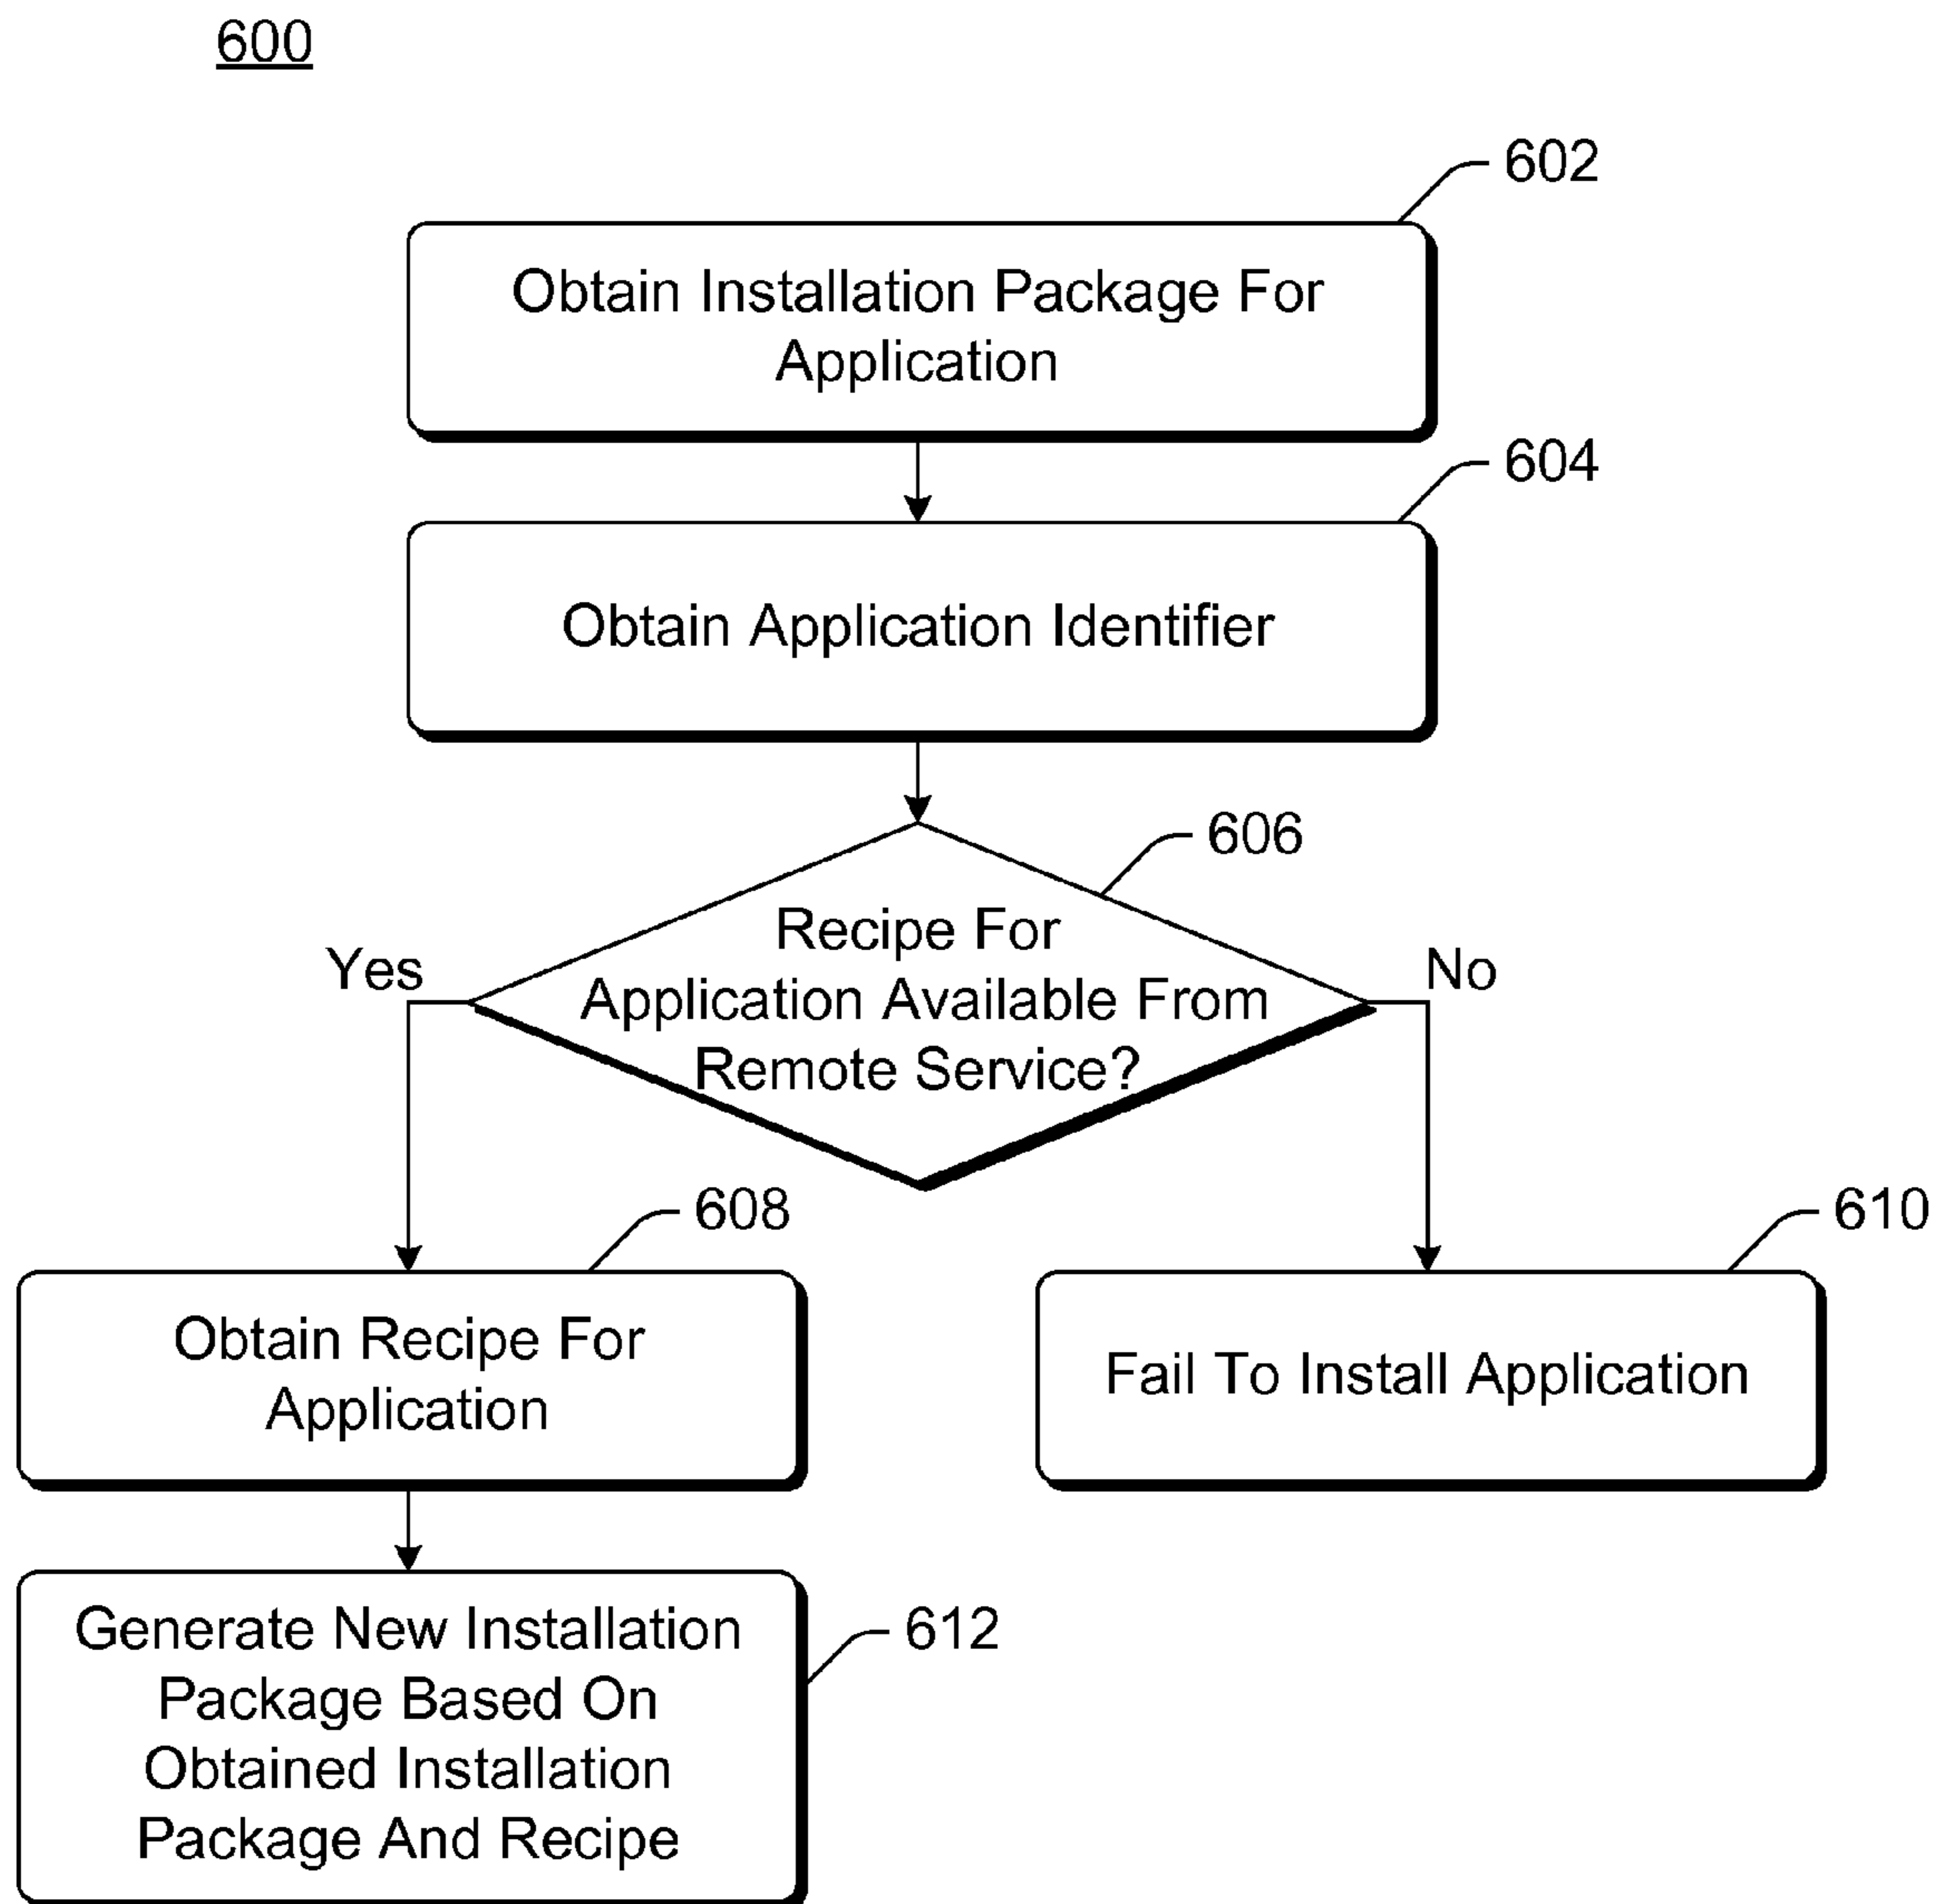 600
602
Obtain Installation Package For
Application
604
Obtain Application Identifier
606
Recipe For
Application Available From
Remote Service?
Yes
No
608
Obtain Recipe For
Application
610
Fail To Install Application
Generate New Installation
Package Based On
Obtained Installation
Package And Recipe
612